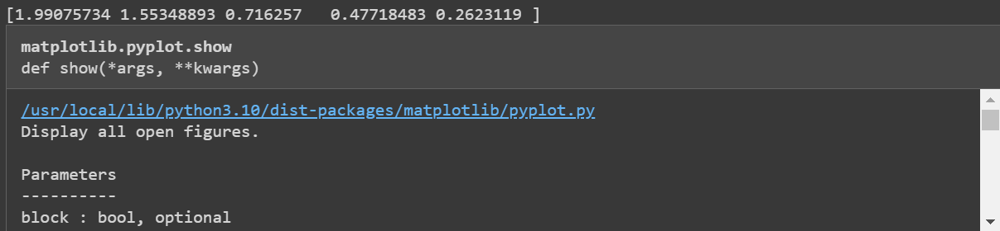 [1.99075734 1.55348893 0.716257   0.47718483 0.2623119 ]
matplotlib.pyplot.show
def show(*args, **kwargs)
/usr/local/lib/python3.10/dist-packages/matplotlib/pyplot.py
Display all open figures.
Parameters
----------
block : bool, optional